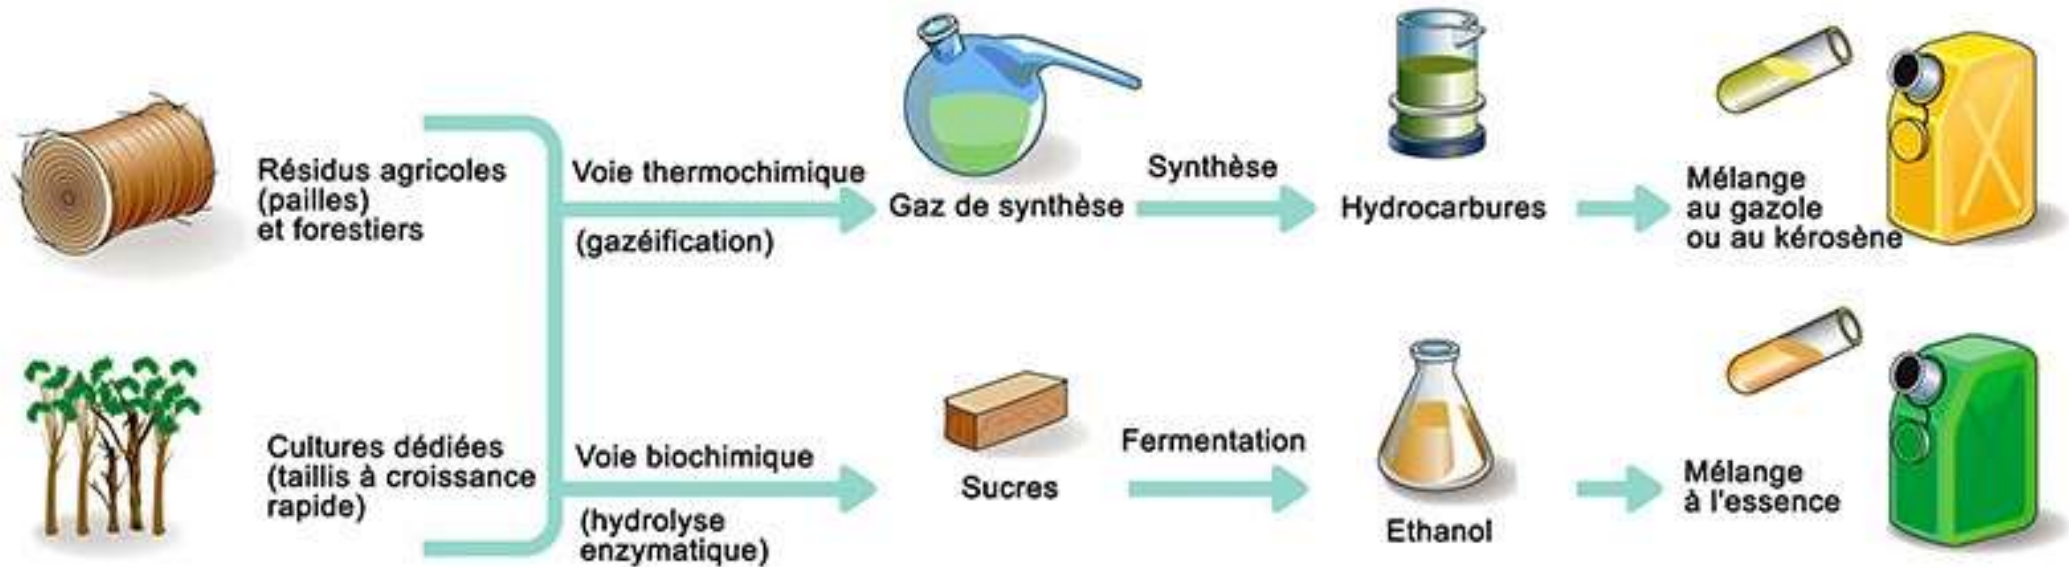 Résidus agricoles
(pailles)
et forestiers
Voie thermochimique
(gazéification)
Gaz de synthèse
Synthèse
Hydrocarbures
Mélange
au gazole
ou au kérosène
Cultures dédiées
(taillis à croissance
rapide)
Voie biochimique
(hydrolyse
enzymatique)
Sucres
Fermentation
Ethanol
Mélange
à l'essence